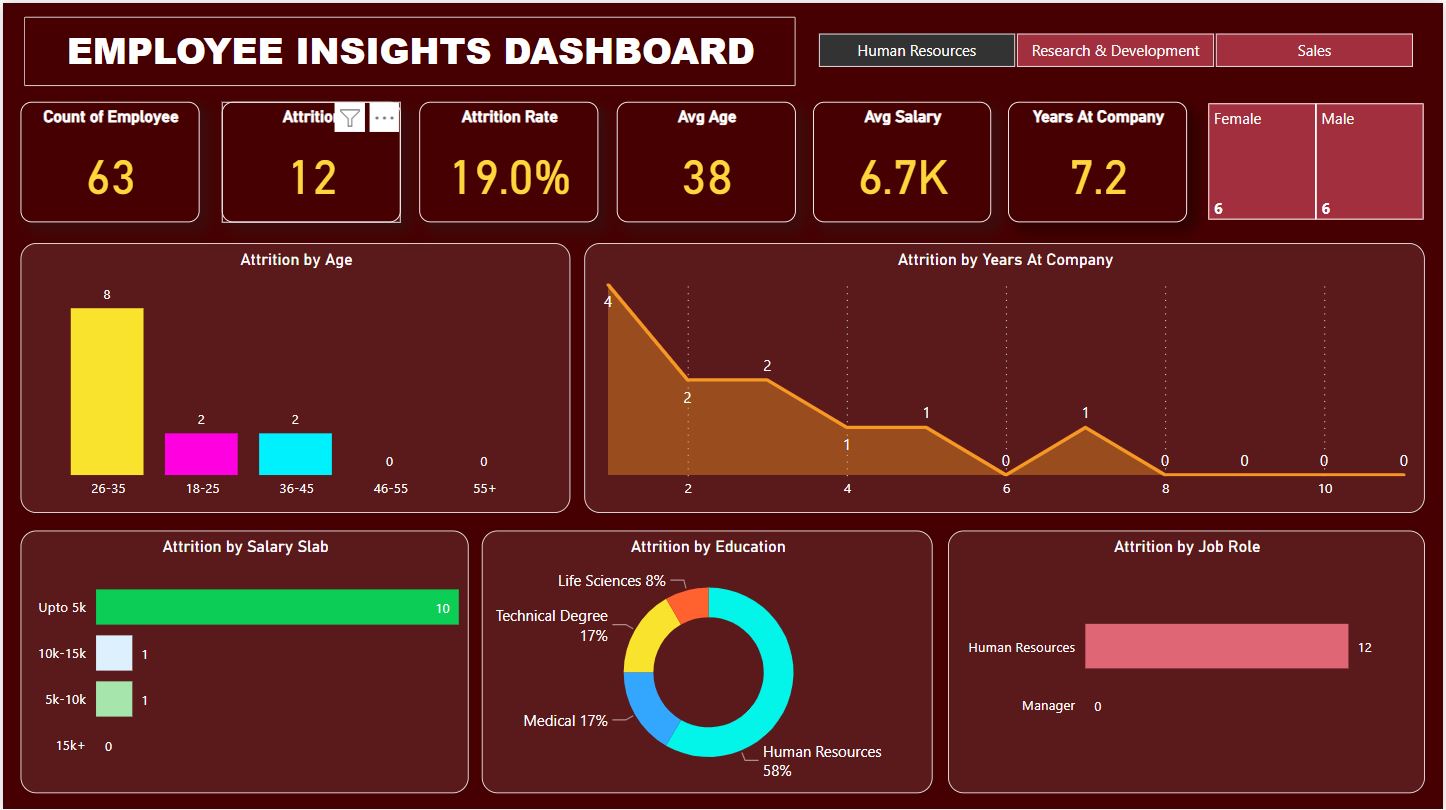 EMPLOYEE INSIGHTS DASHBOARD
Human Resources
Research & Development
Sales
Count of Employee
63
Attrition
12
Attrition Rate
19.0%
Avg Age
38
Avg Salary
6.7K
Years At Company
7.2
Female
6
Male
6
Attrition by Age
8
2
2
0
0
26-35
18-25
36-45
46-55
55+
Attrition by Years At Company
4
2
2
1
1
0
1
0
0
0
0
2
4
6
8
10
Attrition by Salary Slab
Upto 5k
10
10k-15k
1
5k-10k
1
15k+
0
Attrition by Education
Life Sciences 8%
Technical Degree
17%
Medical 17%
Human Resources
58%
Attrition by Job Role
Human Resources
12
Manager
0